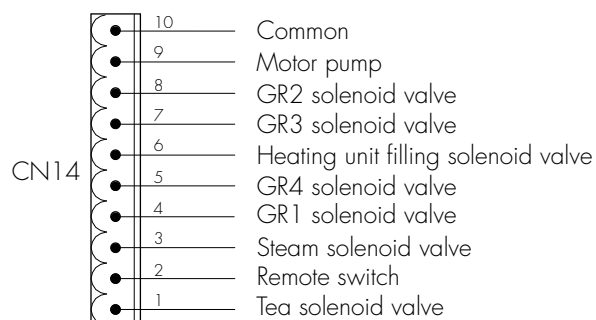 CN14
10 Common
9 Motor pump
8 GR2 solenoid valve
7 GR3 solenoid valve
6 Heating unit filling solenoid valve
5 GR4 solenoid valve
4 GR1 solenoid valve
3 Steam solenoid valve
2 Remote switch
1 Tea solenoid valve